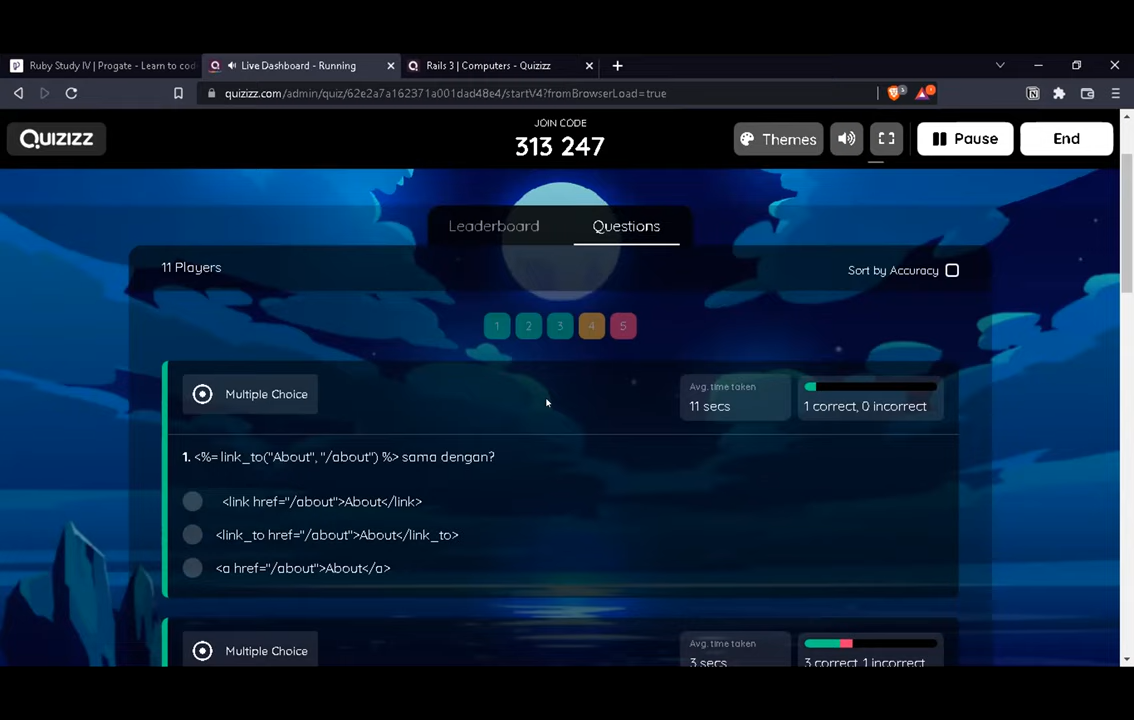 Ruby Study IV | Progate - Learn to cod
Live Dashboard - Running
Rails 3 | Computers - Quizizz
quizizz.com/admin/quiz/62e2a7a162371a001dad48e4/startV4?fromBrowserLoad=true
Quizizz
JOIN CODE
313 247
Themes
Pause
End
Leaderboard
Questions
11 Players
Sort by Accuracy
1 2 3 4 5
Multiple Choice
Avg. time taken
11 secs
1 correct, 0 incorrect
1. <%= link_to("About", "/about") %> sama dengan?
<link href="/about">About</link>
<link_to href="/about">About</link_to>
<a href="/about">About</a>
Multiple Choice
Avg. time taken
3 secs
3 correct, 1 incorrect